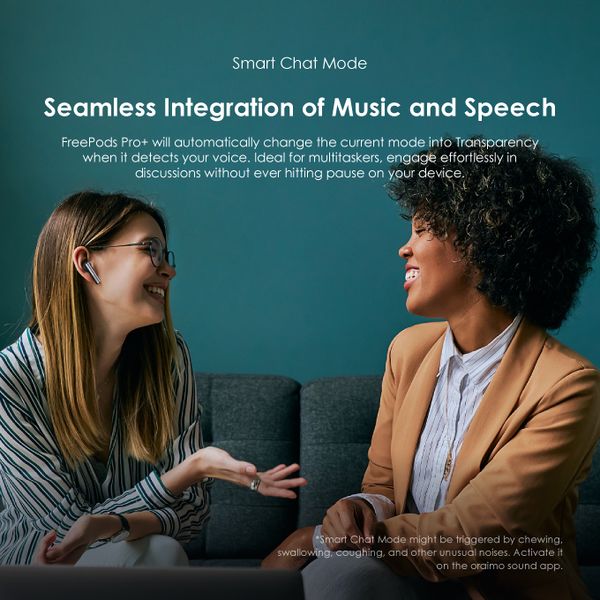 Smart Chat Mode
Seamless Integration of Music and Speech
FreePods Pro+ will automatically change the current mode into Transparency
when it detects your voice. Ideal for multitaskers, engage effortlessly in
discussions without ever hitting pause on your device.
*Smart Chat Mode might be triggered by chewing,
swallowing, coughing, and other unusual noises. Activate it
on the oraimo sound app.